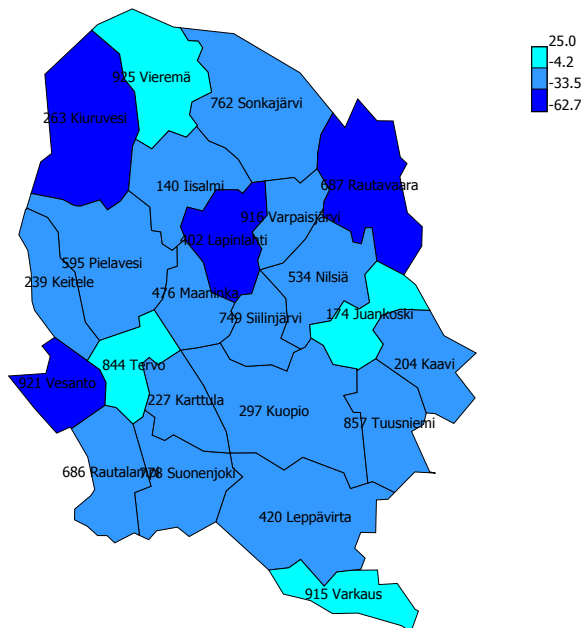 25.0
-4.2
-33.5
-62.7
925 Vieremä
762 Sonkajärvi
263 Kiuruvesi
140 Iisalmi
687 Rautavaara
916 Varpaisjärvi
402 Lapinlahti
595 Pielavesi
239 Keitele
534 Nilsiä
476 Maaninka
749 Siilinjärvi
174 Juankoski
844 Tervo
204 Kaavi
921 Vesanto
227 Karttula
297 Kuopio
857 Tuusniemi
686 Rautalampi
778 Suonenjoki
420 Leppävirta
915 Varkaus